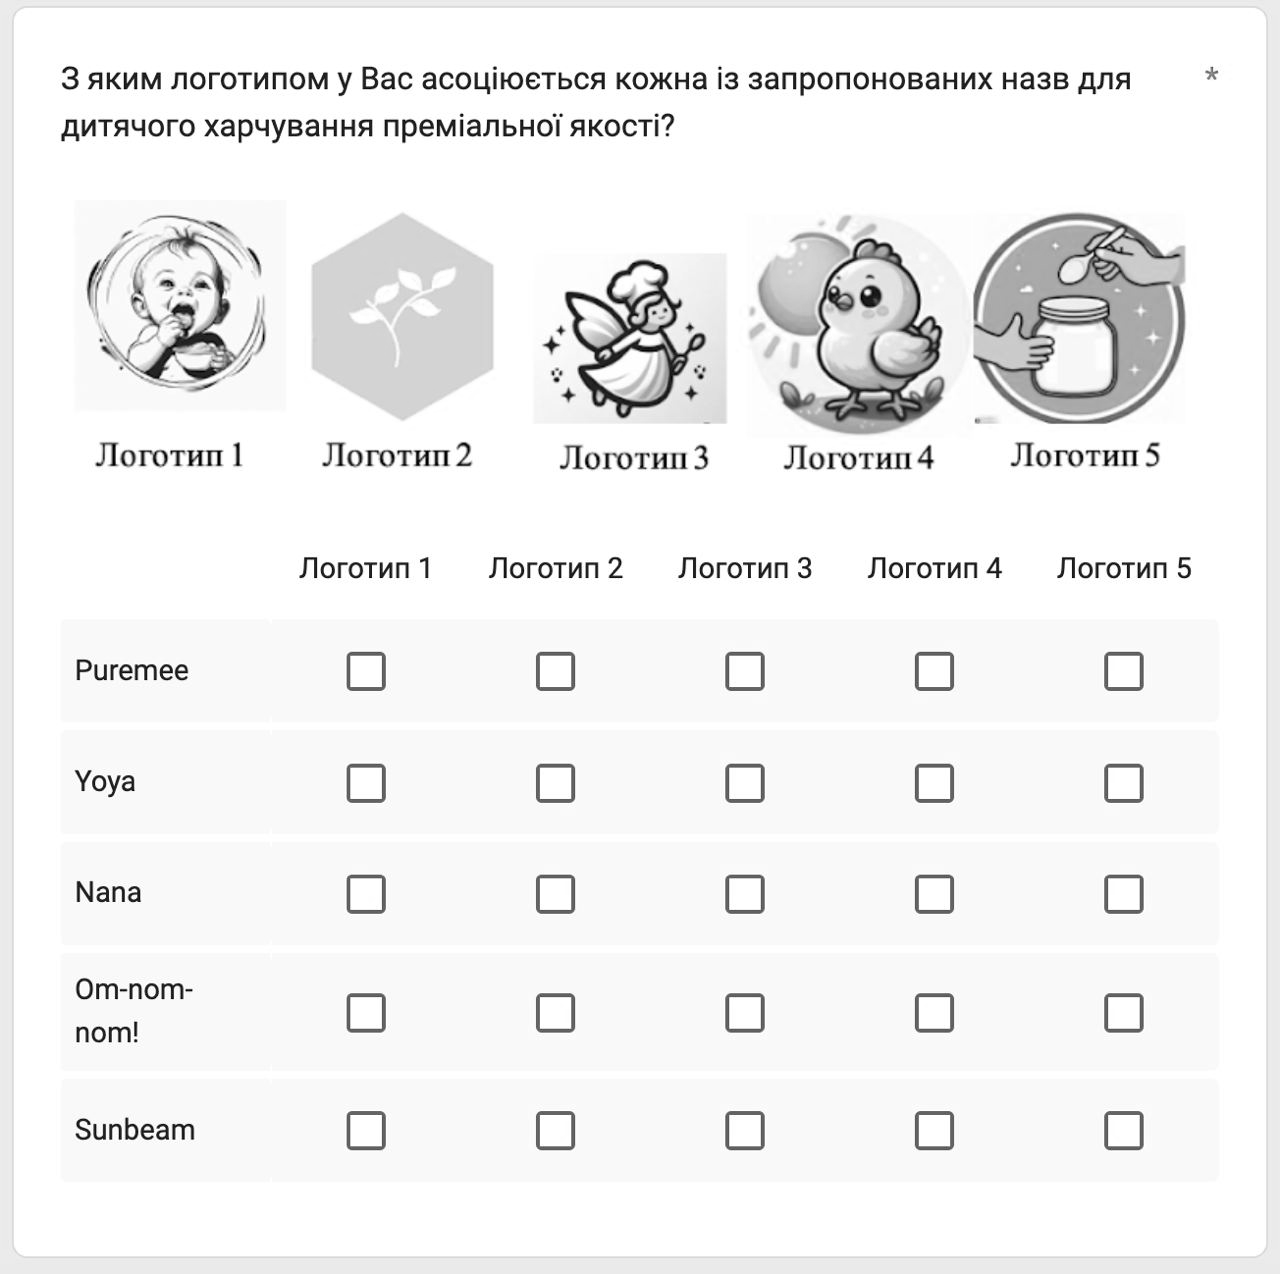 З яким логотипом у Вас асоціюється кожна із запропонованих назв для *
дитячого харчування преміальної якості?
Логотип 1 Логотип 2 Логотип 3 Логотип 4 Логотип 5
Логотип 1 Логотип 2 Логотип 3 Логотип 4 Логотип 5
Puremee
Yoya
Nana
Om-nom-
nom!
Sunbeam